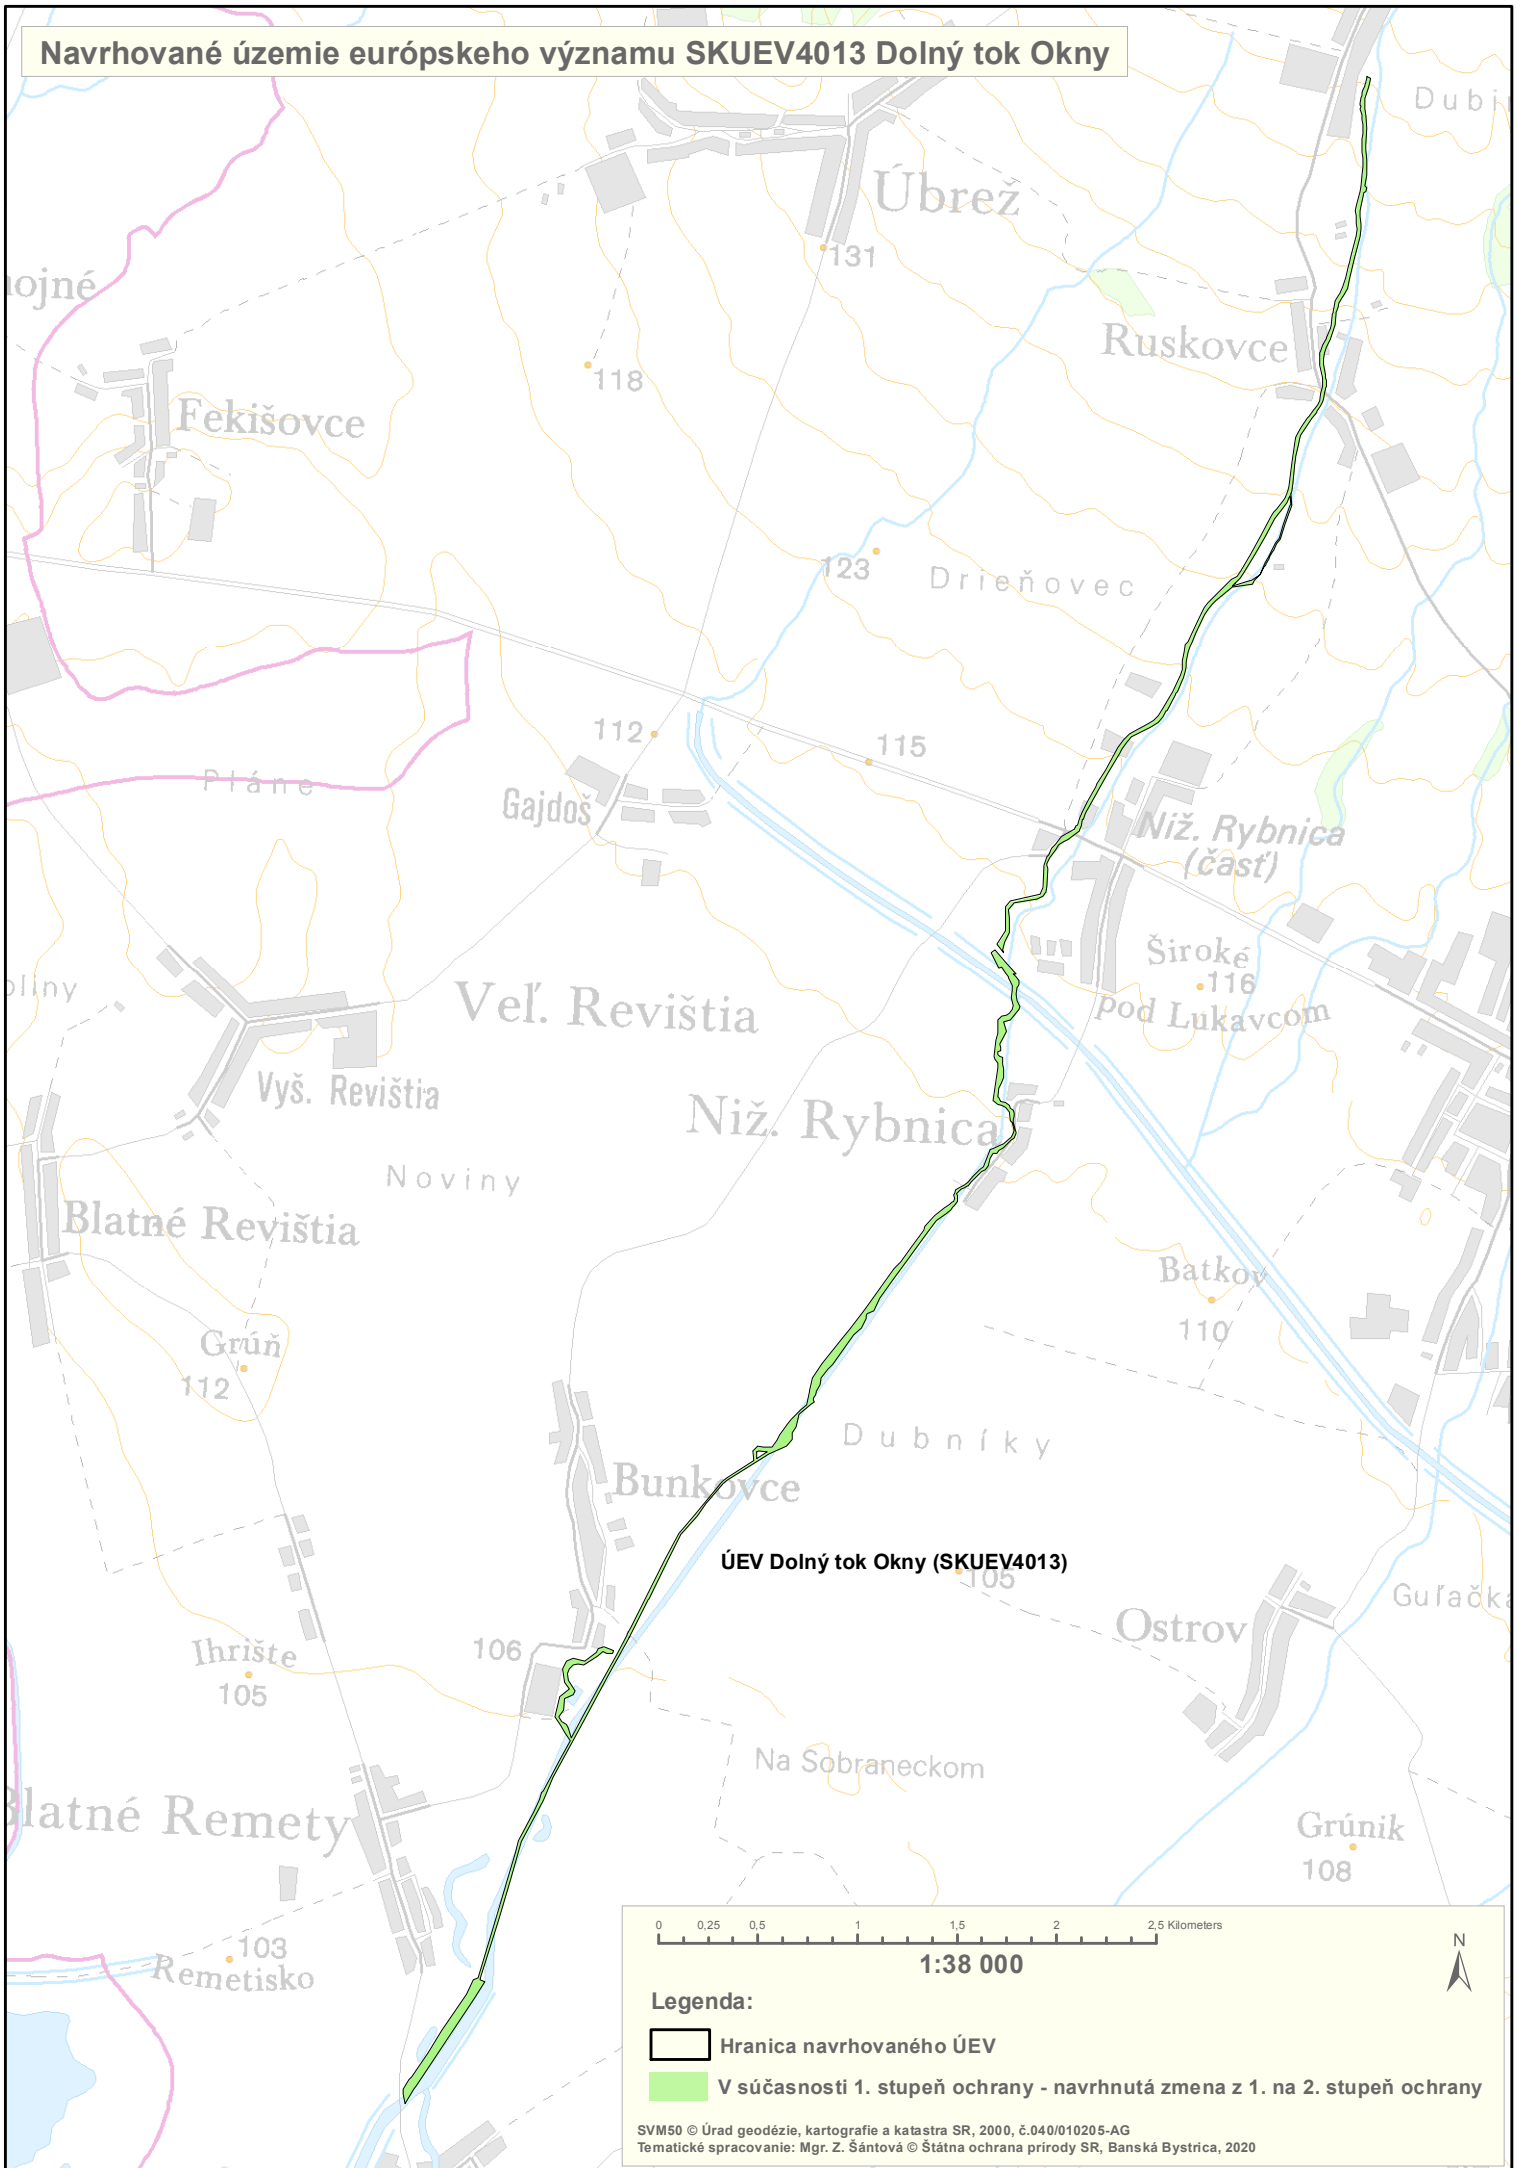 Navrhované územie európskeho významu SKUEV4013 Dolný tok Okny
Úbrež
131
Ruskovce
118
Fekišovce
123
Drieňovec
112
115
Pláne
Gajdoš
Niž. Rybnica
(časť)
Široké
116
pod Lukavcom
Veľ. Revištia
Vyš. Revištia
Niž. Rybnica
Noviny
Blatné Revištia
Batkov
110
Grúň
112
Dubníky
Bunkovce
ÚEV Dolný tok Okny (SKUEV4013)
105
Ostrov
106
Ihrište
105
Na Sobraneckom
Blatné Remety
Grúnik
108
103
Remetisko
0 0,25 0,5 1 1,5 2 2,5 Kilometers
1:38 000
N
Legenda:
Hranica navrhovaného ÚEV
V súčasnosti 1. stupeň ochrany - navrhnutá zmena z 1. na 2. stupeň ochrany
SVM50 © Úrad geodézie, kartografie a katastra SR, 2000, č.040/010205-AG
Tematické spracovanie: Mgr. Z. Šántová © Štátna ochrana prírody SR, Banská Bystrica, 2020